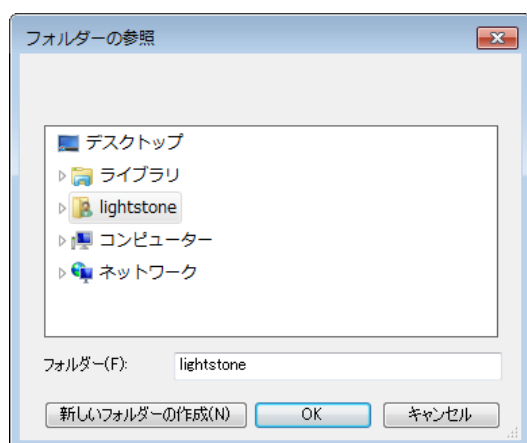 フォルダーの参照
デスクトップ
ライブラリ
lightstone
コンピューター
ネットワーク
フォルダー(F): lightstone
新しいフォルダーの作成(N) OK キャンセル